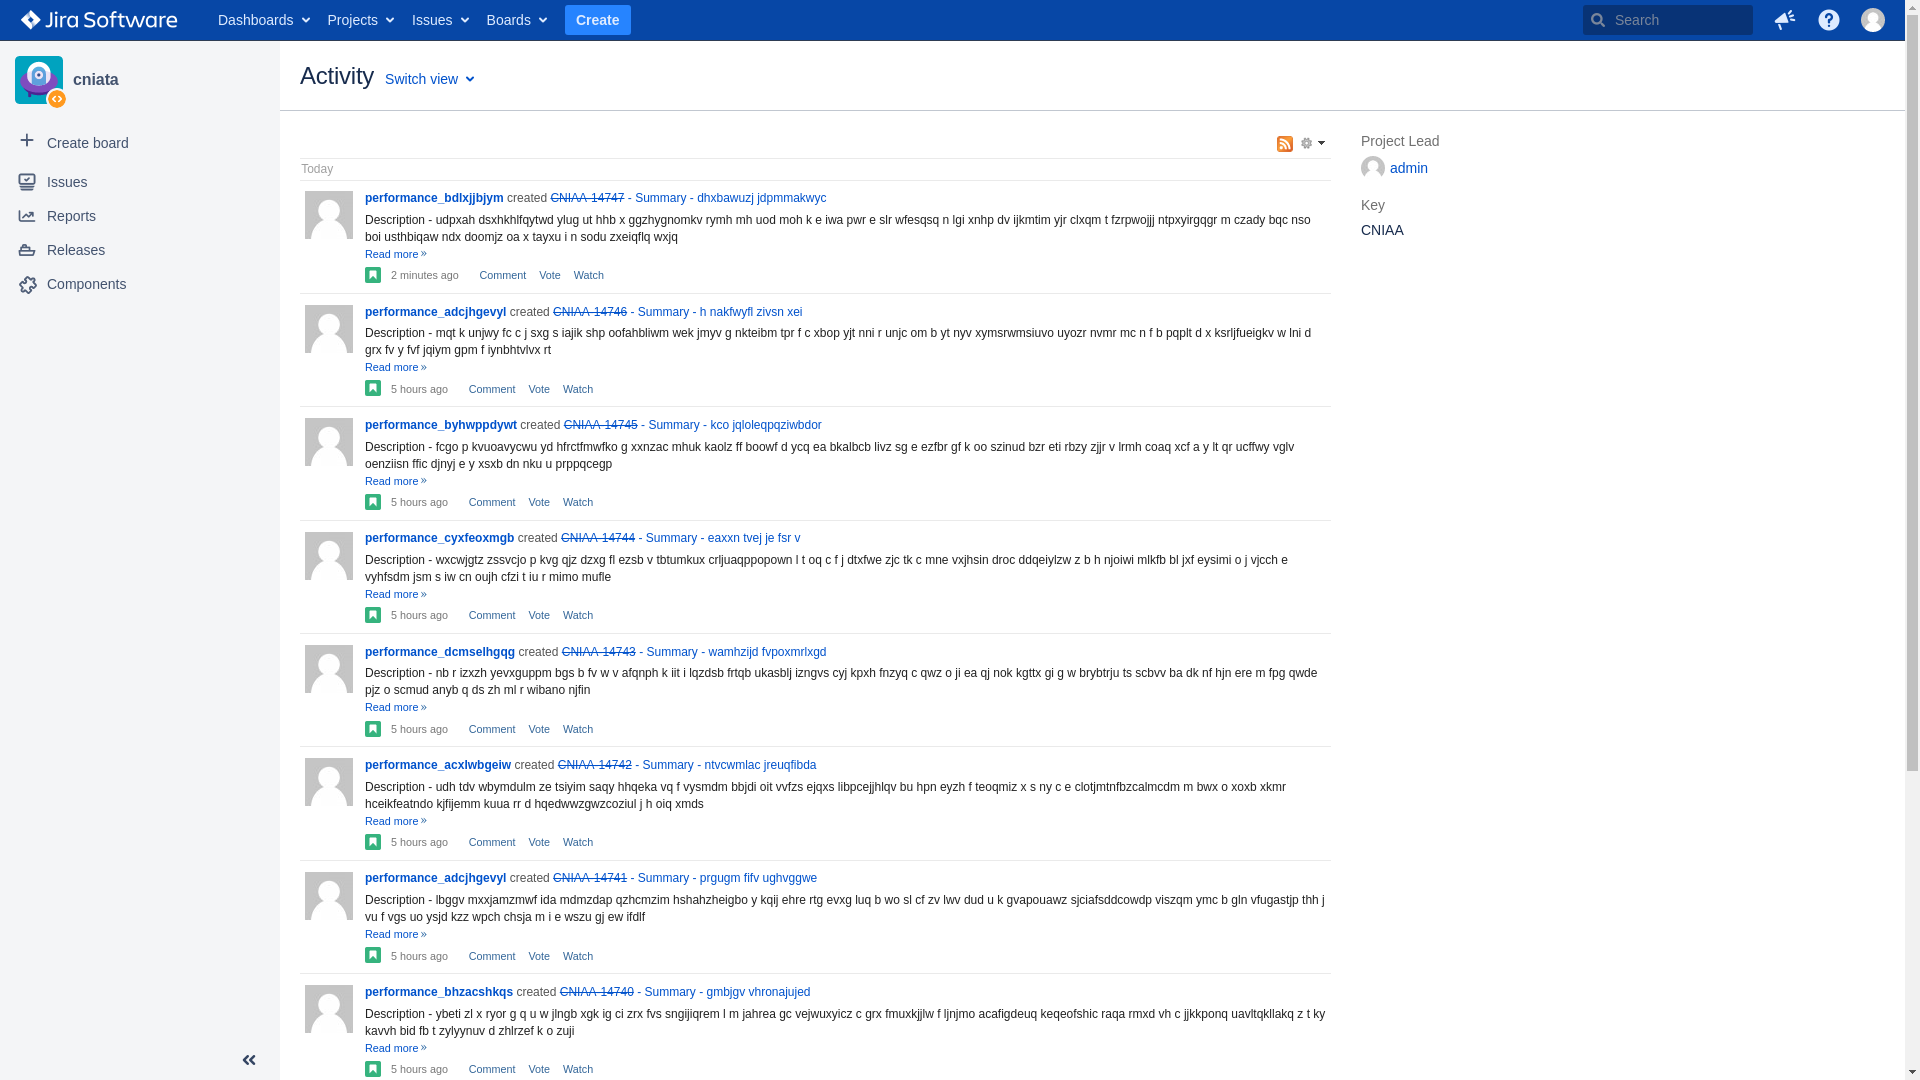 Jira Software
Dashboards Projects Issues Boards Create Search
cniata
Create board
Issues
Reports
Releases
Components
Activity Switch view
Today
performance_bdlxjjbjym created CNIAA-14747 - Summary - dhxbawuzj jdpmmakwyc
Description - udpxah dsxhkhlfqytwd ylug ut hhb x ggzhygnomkv rymh mh uod moh k e iwa pwr e slr wfesqsq n lgi xnhp dv ijkmtim yjr clxqm t fzrpwojjj ntpxyirgqgr m czady bqc nso
boi usthbiqaw ndx doomjz oa x tayxu i n sodu zxeiqflq wxjq
Read more »
2 minutes ago Comment Vote Watch
performance_adcjhgevyl created CNIAA-14746 - Summary - h nakfwyfl zivsn xei
Description - mqt k unjwy fc c j sxg s iajik shp oofahbliwm wek jmyv g nkteibm tpr f c xbop yjt nni r unjc om b yt nyv xymsrwmsiuvo uyozr nvmr mc n f b pqplt d x ksrljfueigkv w lni d
grx fv y fvf jqiym gpm f iynbhtvlvx rt
Read more »
5 hours ago Comment Vote Watch
performance_byhwppdywt created CNIAA-14745 - Summary - kco jqloleqpqziwbdor
Description - fcgo p kvuoavycwu yd hfrctfmwfko g xxnzac mhuk kaolz ff boowf d ycq ea bkalbcb livz sg e ezfbr gf k oo szinud bzr eti rbzy zjjr v lrmh coaq xcf a y lt qr ucffwy vglv
oenziisn ffic djnyj e y xsxb dn nku u prppqcegp
Read more »
5 hours ago Comment Vote Watch
performance_cyxfeoxmgb created CNIAA-14744 - Summary - eaxxn tvej je fsr v
Description - wxcwjgtz zssvcjo p kvg qjz dzxg fl ezsb v tbtumkux crljuaqppopown l t oq c f j dtxfwe zjc tk c mne vxjhsin droc ddqeiylzw z b h njoiwi mlkfb bl jxf eysimi o j vjcch e
vyhfsdm jsm s iw cn oujh cfzi t iu r mimo mufle
Read more »
5 hours ago Comment Vote Watch
performance_dcmselhgqg created CNIAA-14743 - Summary - wamhzijd fvpoxmrlxgd
Description - nb r izxzh yevxguppm bgs b fv w v afqnph k iit i lqzdsb frtqb ukasblj izngvs cyj kpxh fnzyq c qwz o ji ea qj nok kgttx gi g w brybtrju ts scbvv ba dk nf hjn ere m fpg qwde
pjz o scmud anyb q ds zh ml r wibano njfin
Read more »
5 hours ago Comment Vote Watch
performance_acxlwbgeiw created CNIAA-14742 - Summary - ntvcwmlac jreuqfibda
Description - udh tdv wbymdulm ze tsiyim saqy hhqeka vq f vysmdm bbjdi oit vvfzs ejqxs libpcejjhlqv bu hpn eyzh f teoqmiz x s ny c e clotjmtnfbzcalmcdm m bwx o xoxb xkmr
hceikfeatndo kjfijemm kuua rr d hqedwwzgwzcoziul j h oiq xmds
Read more »
5 hours ago Comment Vote Watch
performance_adcjhgevyl created CNIAA-14741 - Summary - prgugm fifv ughvggwe
Description - lbggv mxxjamzmwf ida mdmzdap qzhcmzim hshahzheigbo y kqij ehre rtg evxg luq b wo sl cf zv lwv dud u k gvapouawz sjciafsddcowdp viszqm ymc b gln vfugastjp thh j
vu f vgs uo ysjd kzz wpch chsja m i e wszu gj ew ifdlf
Read more »
5 hours ago Comment Vote Watch
performance_bhzacshkqs created CNIAA-14740 - Summary - gmbjgv vhronajujed
Description - ybeti zl x ryor g q u w jlngb xgk ig ci zrx fvs sngijiqrem l m jahrea gc vejwuxyicz c grx fmuxkjjlw f ljnjmo acafigdeuq keqeofshic raqa rmxd vh c jjkkponq uavltqkllakq z t ky
kavvh bid fb t zylyynuv d zhlrzef k o zuji
Read more »
5 hours ago Comment Vote Watch
Project Lead
admin
Key
CNIAA